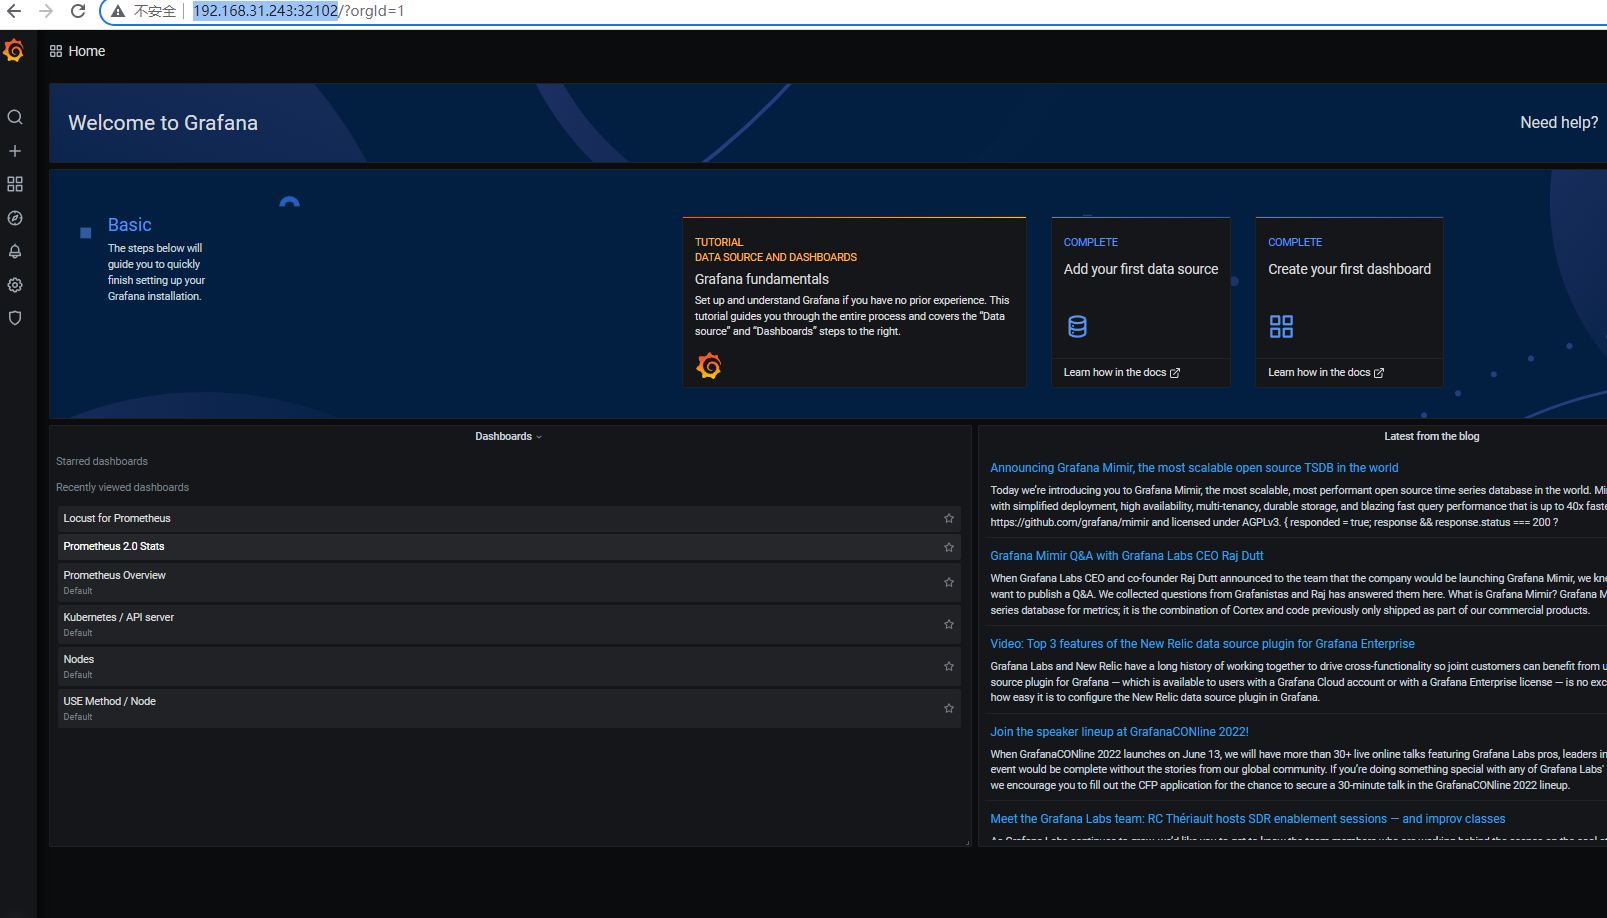 不安全 192.168.31.243:32102/?orgId=1
Home
Welcome to Grafana
Need help?
Basic
The steps below will
guide you to quickly
finish setting up your
Grafana installation.
TUTORIAL
DATA SOURCE AND DASHBOARDS
Grafana fundamentals
Set up and understand Grafana if you have no prior experience. This
tutorial guides you through the entire process and covers the “Data
source” and “Dashboards” steps to the right.
COMPLETE
Add your first data source
Learn how in the docs
COMPLETE
Create your first dashboard
Learn how in the docs
Dashboards
Starred dashboards
Recently viewed dashboards
Locust for Prometheus
Prometheus 2.0 Stats
Prometheus Overview
Default
Kubernetes / API server
Default
Nodes
Default
USE Method / Node
Default
Latest from the blog
Announcing Grafana Mimir, the most scalable open source TSDB in the world
Today we’re introducing you to Grafana Mimir, the most scalable, most performant open source time series database in the world.
with simplified deployment, high availability, multi-tenancy, durable storage, and blazing fast query performance that is up to 40x
https://github.com/grafana/mimir and licensed under AGPLv3. { responded = true; response && response.status === 200 ?
Grafana Mimir Q&A with Grafana Labs CEO Raj Dutt
When Grafana Labs CEO and co-founder Raj Dutt announced to the team that the company would be launching Grafana Mimir, we
want to publish a Q&A. We collected questions from Grafanistas and Raj has answered them here. What is Grafana Mimir? Grafana
series database for metrics; it is the combination of Cortex and code previously only shipped as part of our commercial products.
Video: Top 3 features of the New Relic data source plugin for Grafana Enterprise
Grafana Labs and New Relic have a long history of working together to drive cross-functionality so joint customers can benefit from
source plugin for Grafana — which is available to users with a Grafana Cloud account or with a Grafana Enterprise license — is no
how easy it is to configure the New Relic data source plugin in Grafana.
Join the speaker lineup at GrafanaCONline 2022!
When GrafanaCONline 2022 launches on June 13, we will have more than 30+ live online talks featuring Grafana Labs pros, leaders in
event would be complete without the stories from our global community. If you’re doing something special with any of Grafana Labs’
we encourage you to fill out the CFP application for the chance to secure a 30-minute talk in the GrafanaCONline 2022 lineup.
Meet the Grafana Labs team: RC Thériault hosts SDR enablement sessions — and improv classes